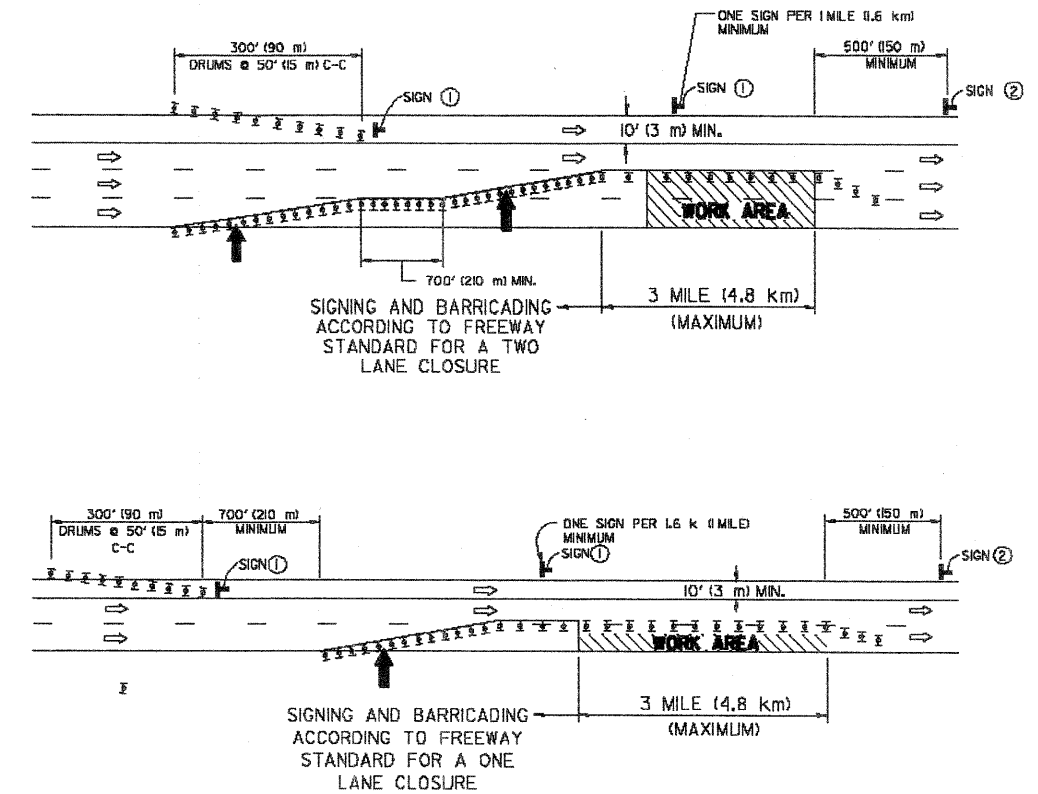 ONE SIGN PER 1 MILE (1.6 km)
MINIMUM
300' (90 m)
DRUMS @ 50' (15 m) C-C
500' (150 m)
MINIMUM
SIGN ①
SIGN ①
SIGN ②
10' (3 m) MIN.
WORK AREA
700' (210 m) MIN.
3 MILE (4.8 km)
(MAXIMUM)
SIGNING AND BARRICADING
ACCORDING TO FREEWAY
STANDARD FOR A TWO
LANE CLOSURE
300' (90 m)
DRUMS @ 50' (15 m)
C-C
700' (210 m)
MINIMUM
ONE SIGN PER 1.6 k (1 MILE)
MINIMUM
500' (150 m)
MINIMUM
SIGN ①
SIGN ①
SIGN ②
10' (3 m) MIN.
WORK AREA
3 MILE (4.8 km)
(MAXIMUM)
SIGNING AND BARRICADING
ACCORDING TO FREEWAY
STANDARD FOR A ONE
LANE CLOSURE